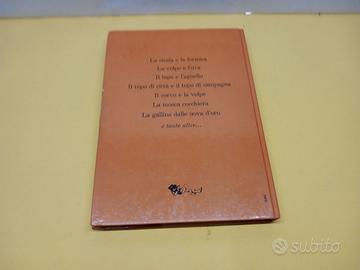 La cicala e la formica
La volpe e l'uva
Il lupo e l'agnello
Il topo di città e il topo di campagna
Il corvo e la volpe
La mosca cocchiera
La gallina dalle uova d'oro
e tante altre...
subito